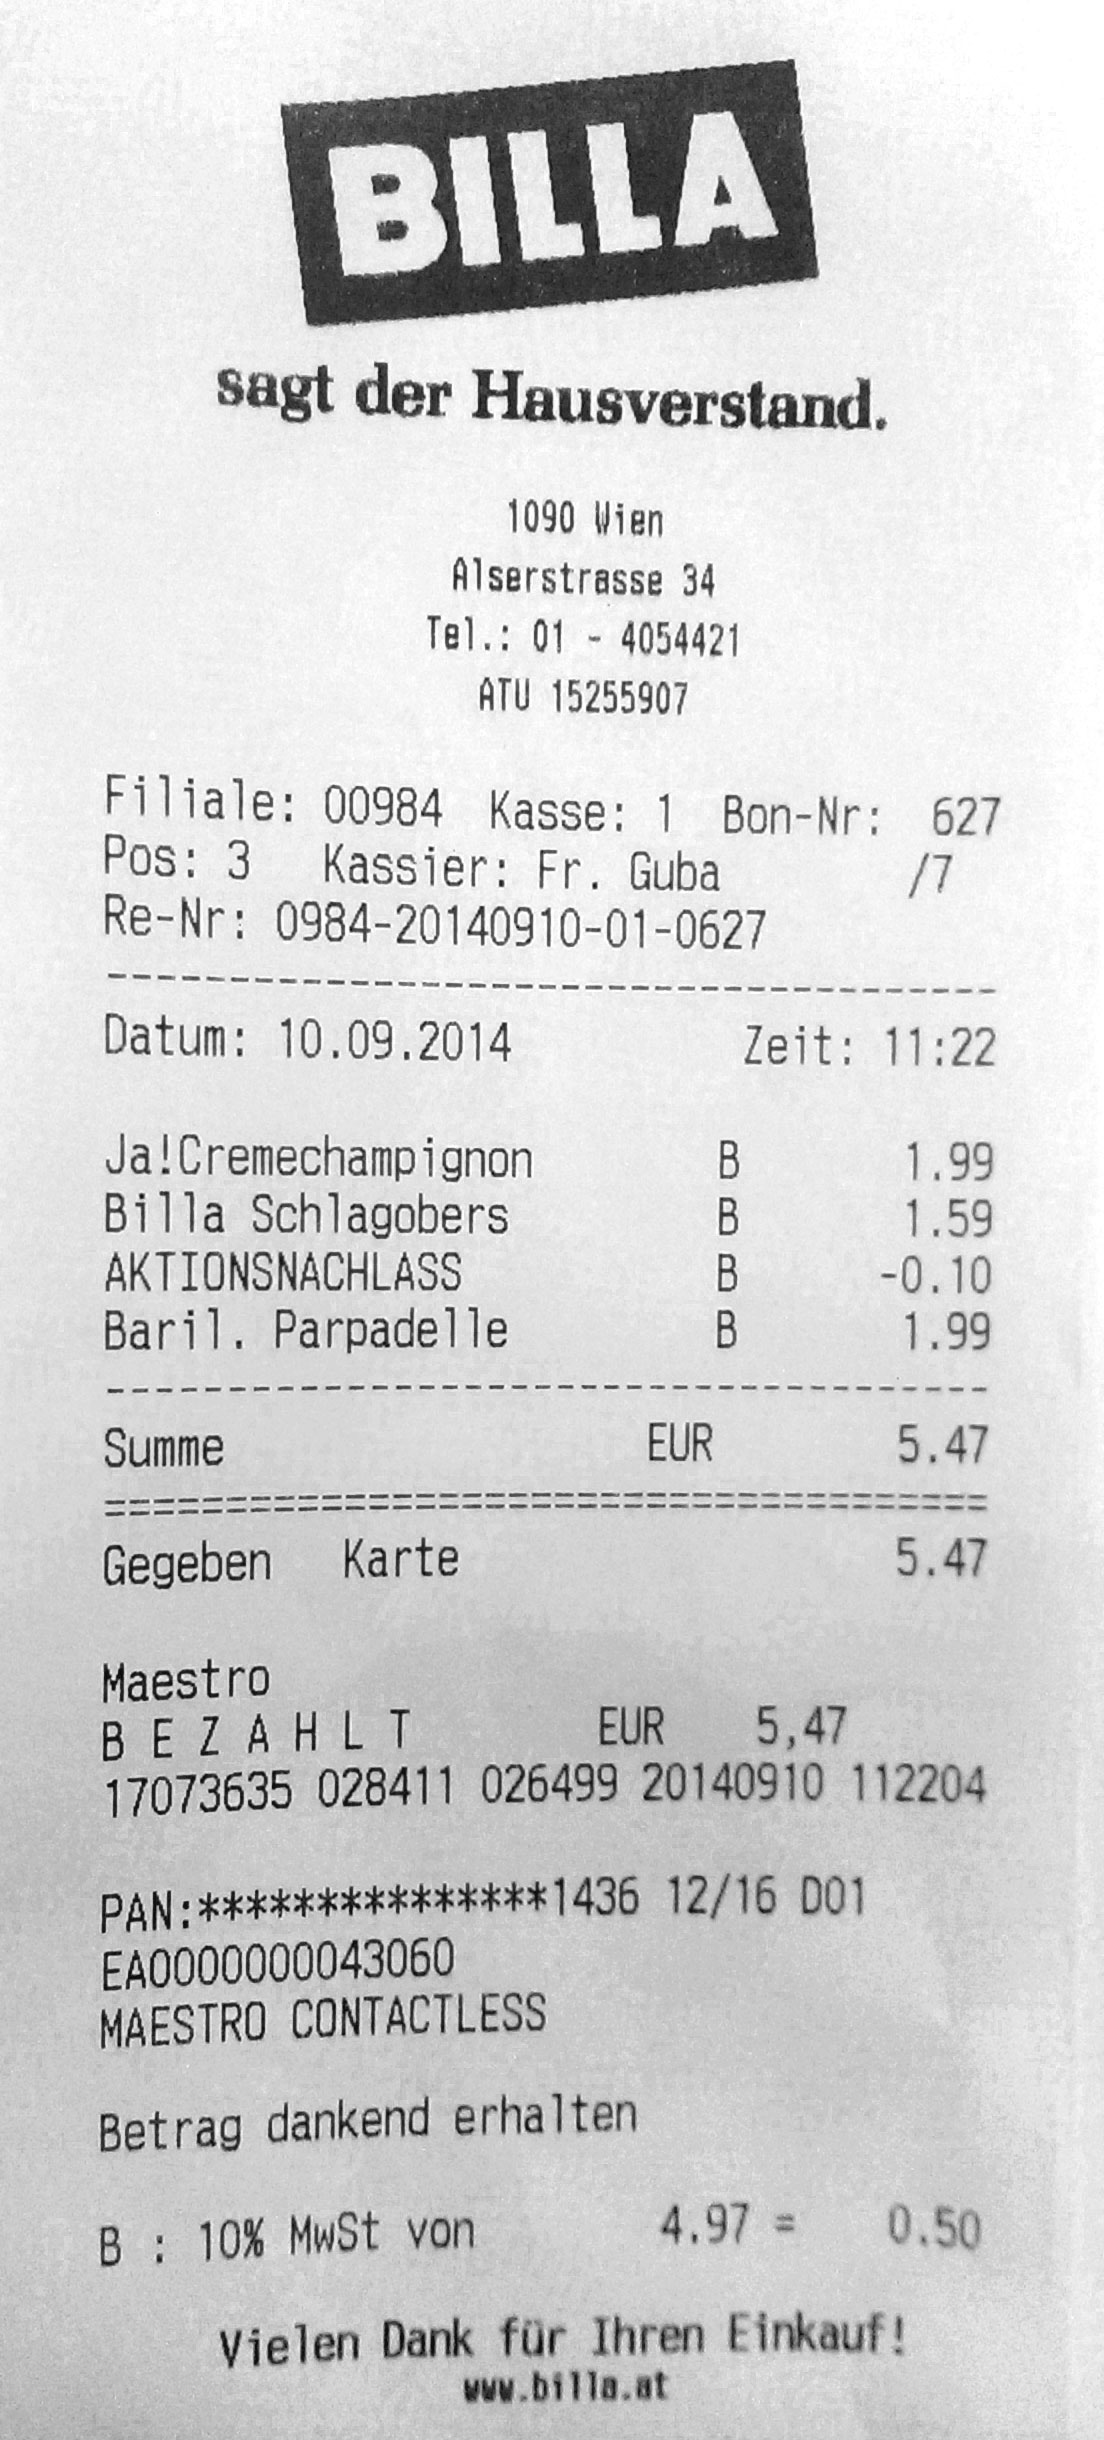 BILLA
sagt der Hausverstand.
1090 Wien
Alserstrasse 34
Tel.: 01 - 4054421
ATU 15255907
Filiale: 00984 Kasse: 1 Bon-Nr: 627
Pos: 3 Kassier: Fr. Guba /7
Re-Nr: 0984-20140910-01-0627
---------------------------------------
Datum: 10.09.2014 Zeit: 11:22
Ja!Cremechampignon B 1.99
Billa Schlagobers B 1.59
AKTIONSNACHLASS B -0.10
Baril. Parpadelle B 1.99
---------------------------------------
Summe EUR 5.47
=======================================
Gegeben Karte 5.47
Maestro
B E Z A H L T EUR 5,47
17073635 028411 026499 20140910 112204
PAN:***************1436 12/16 D01
EA0000000043060
MAESTRO CONTACTLESS
Betrag dankend erhalten
B : 10% MwSt von 4.97 = 0.50
Vielen Dank für Ihren Einkauf!
www.billa.at